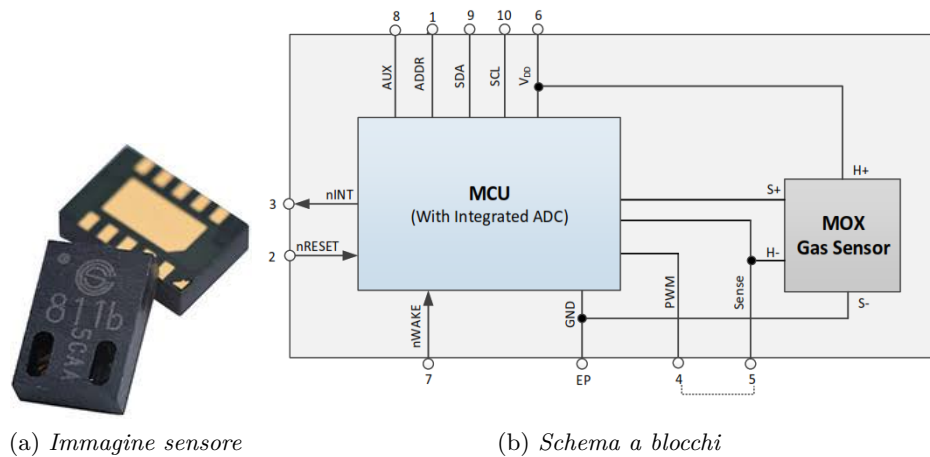 8 1 9 10 6
AUX ADDR SDA SCL VDD
H+
MCU
(With Integrated ADC)
S+
MOX
Gas Sensor
H-
S-
3 nINT
2 nRESET
nWAKE GND PWM Sense
7 EP 4 5
811b
5CAA
(a) Immagine sensore
(b) Schema a blocchi